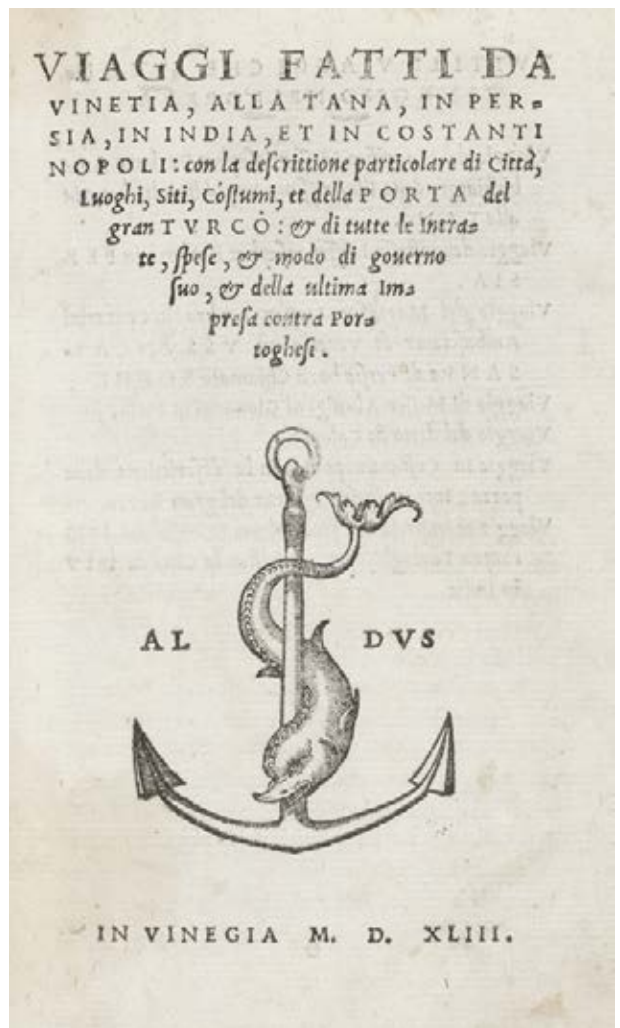 VIAGGI FATTI DA
VINETIA, ALLA TANA, IN PER-
SIA, IN INDIA, ET IN COSTANTI
NOPOLI: con la descrittione particolare di Città,
Luoghi, Siti, Costumi, et della PORTA del
gran TVRCO: & di tutte le Intra-
te, spese, & modo di gouerno
suo, & della ultima Im-
presa contra Por-
toghesi.
AL DVS
IN VINEGIA M. D. XLIII.